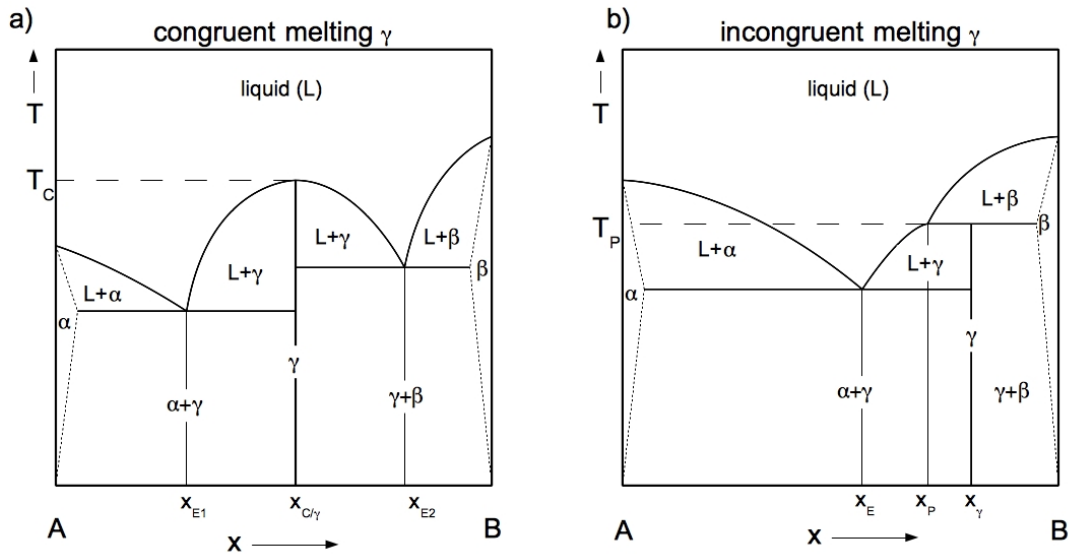 a)
congruent melting γ
liquid (L)
T
T_C
L+α
L+γ
L+γ
L+β
α
β
γ
α+γ
γ+β
x_E1
x_C/γ
x_E2
A
B
x
b)
incongruent melting γ
liquid (L)
T
T_P
L+α
L+β
L+γ
α
β
γ
α+γ
γ+β
x_E
x_P
x_γ
A
B
x